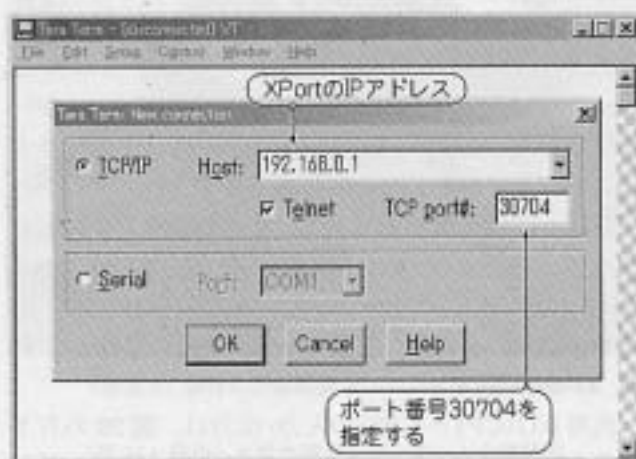 Tera Term - [disconnected] VT
File Edit Setup Control Window Help
XPortのIPアドレス
Tera Term: New connection
TCP/IP Host: 192.168.0.1
Telnet TCP port#: 30704
Serial Port: COM1
OK Cancel Help
ポート番号30704を
指定する